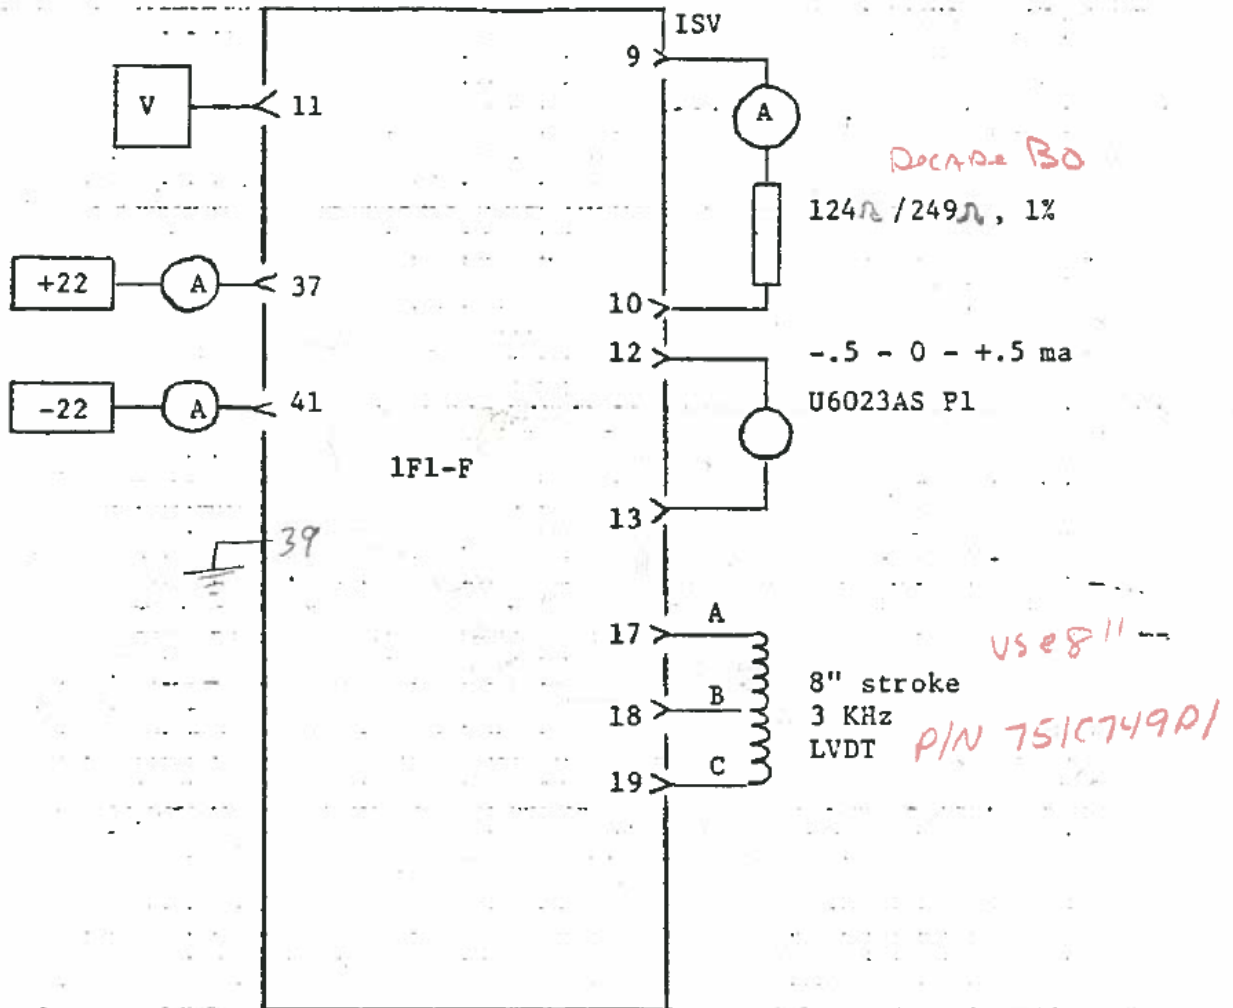 ISV
9
V
11
A
Decade Bo
124Ω/249Ω, 1%
+22
A
37
10
12
-.5 - 0 - +.5 ma
-22
A
41
U6023AS P1
1F1-F
13
39
A
17
use 8" --
8" stroke
B
18
3 KHz
LVDT
P/N 751C749P1
C
19